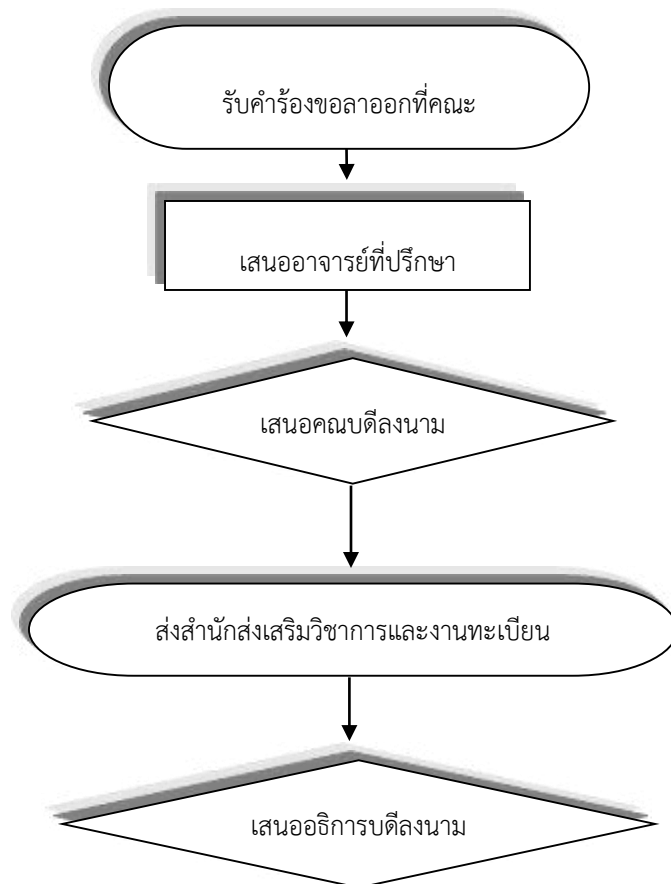 รับคำร้องขอลาออกที่คณะ
เสนออาจารย์ที่ปรึกษา
เสนอคณบดีลงนาม
ส่งสำนักส่งเสริมวิชาการและงานทะเบียน
เสนออธิการบดีลงนาม